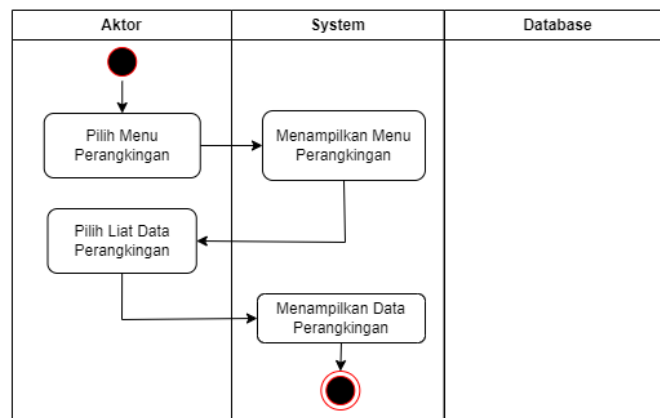 Aktor
System
Database
Pilih Menu
Perangkingan
Menampilkan Menu
Perangkingan
Pilih Liat Data
Perangkingan
Menampilkan Data
Perangkingan